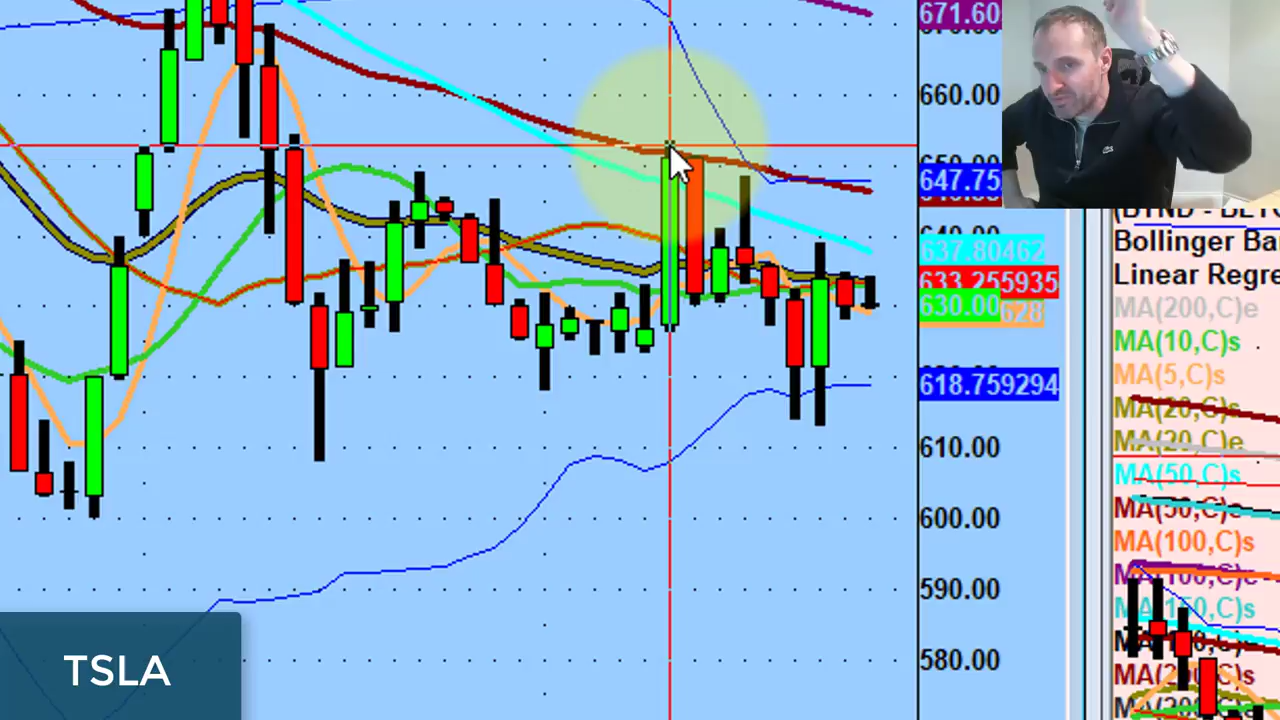 671.60
660.00
647.75
637.80462
633.255935
630.00
628
618.759294
610.00
600.00
590.00
580.00
Bollinger Ba
Linear Regre
MA(200,C)e
MA(10,C)s
MA(5,C)s
MA(20,C)s
MA(20,C)e
MA(50,C)s
MA(50,C)e
MA(100,C)s
MA(100,C)e
MA(150,C)s
MA(200,C)s
TSLA